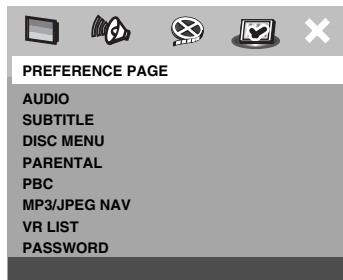 PREFERENCE PAGE
AUDIO
SUBTITLE
DISC MENU
PARENTAL
PBC
MP3/JPEG NAV
VR LIST
PASSWORD